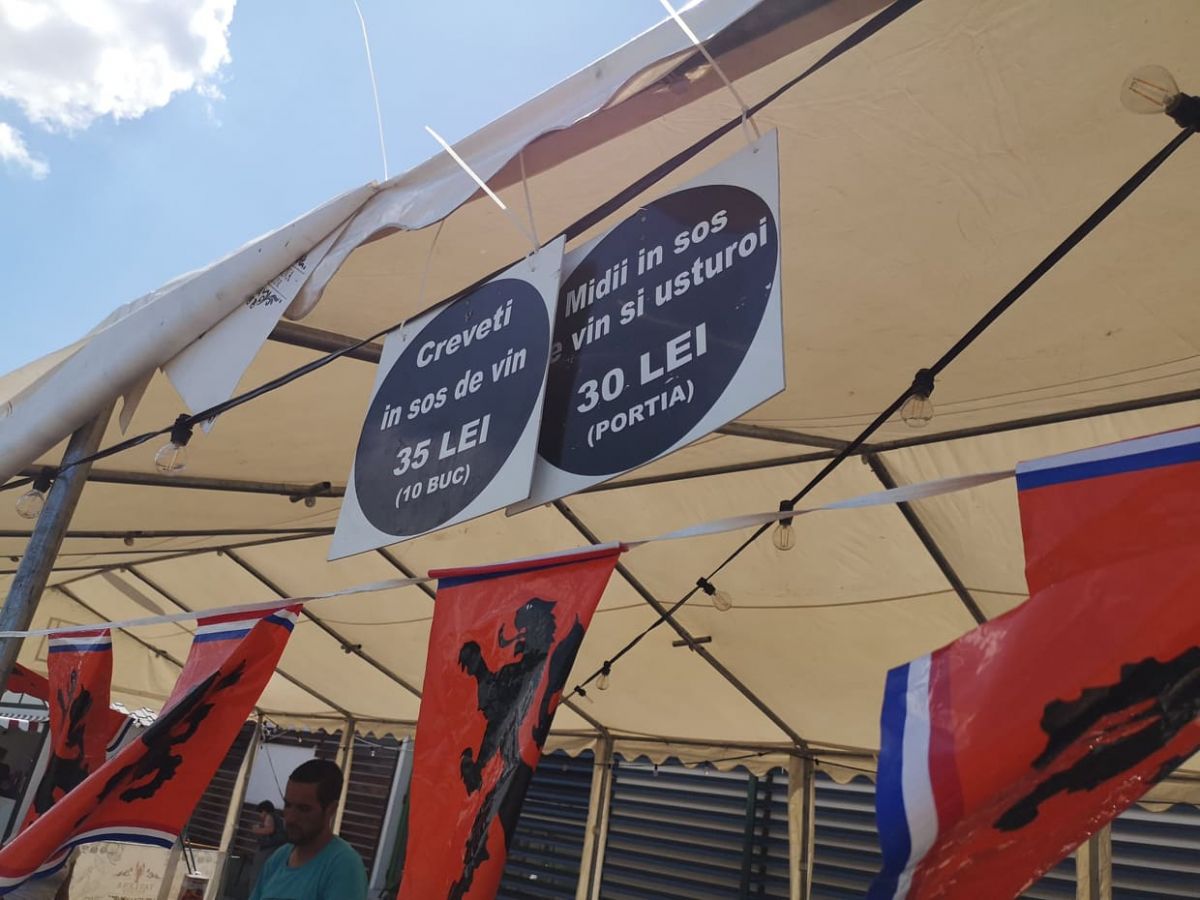 Creveti
in sos de vin
35 LEI
(10 BUC)
Midii in sos
de vin si usturoi
30 LEI
(PORTIA)